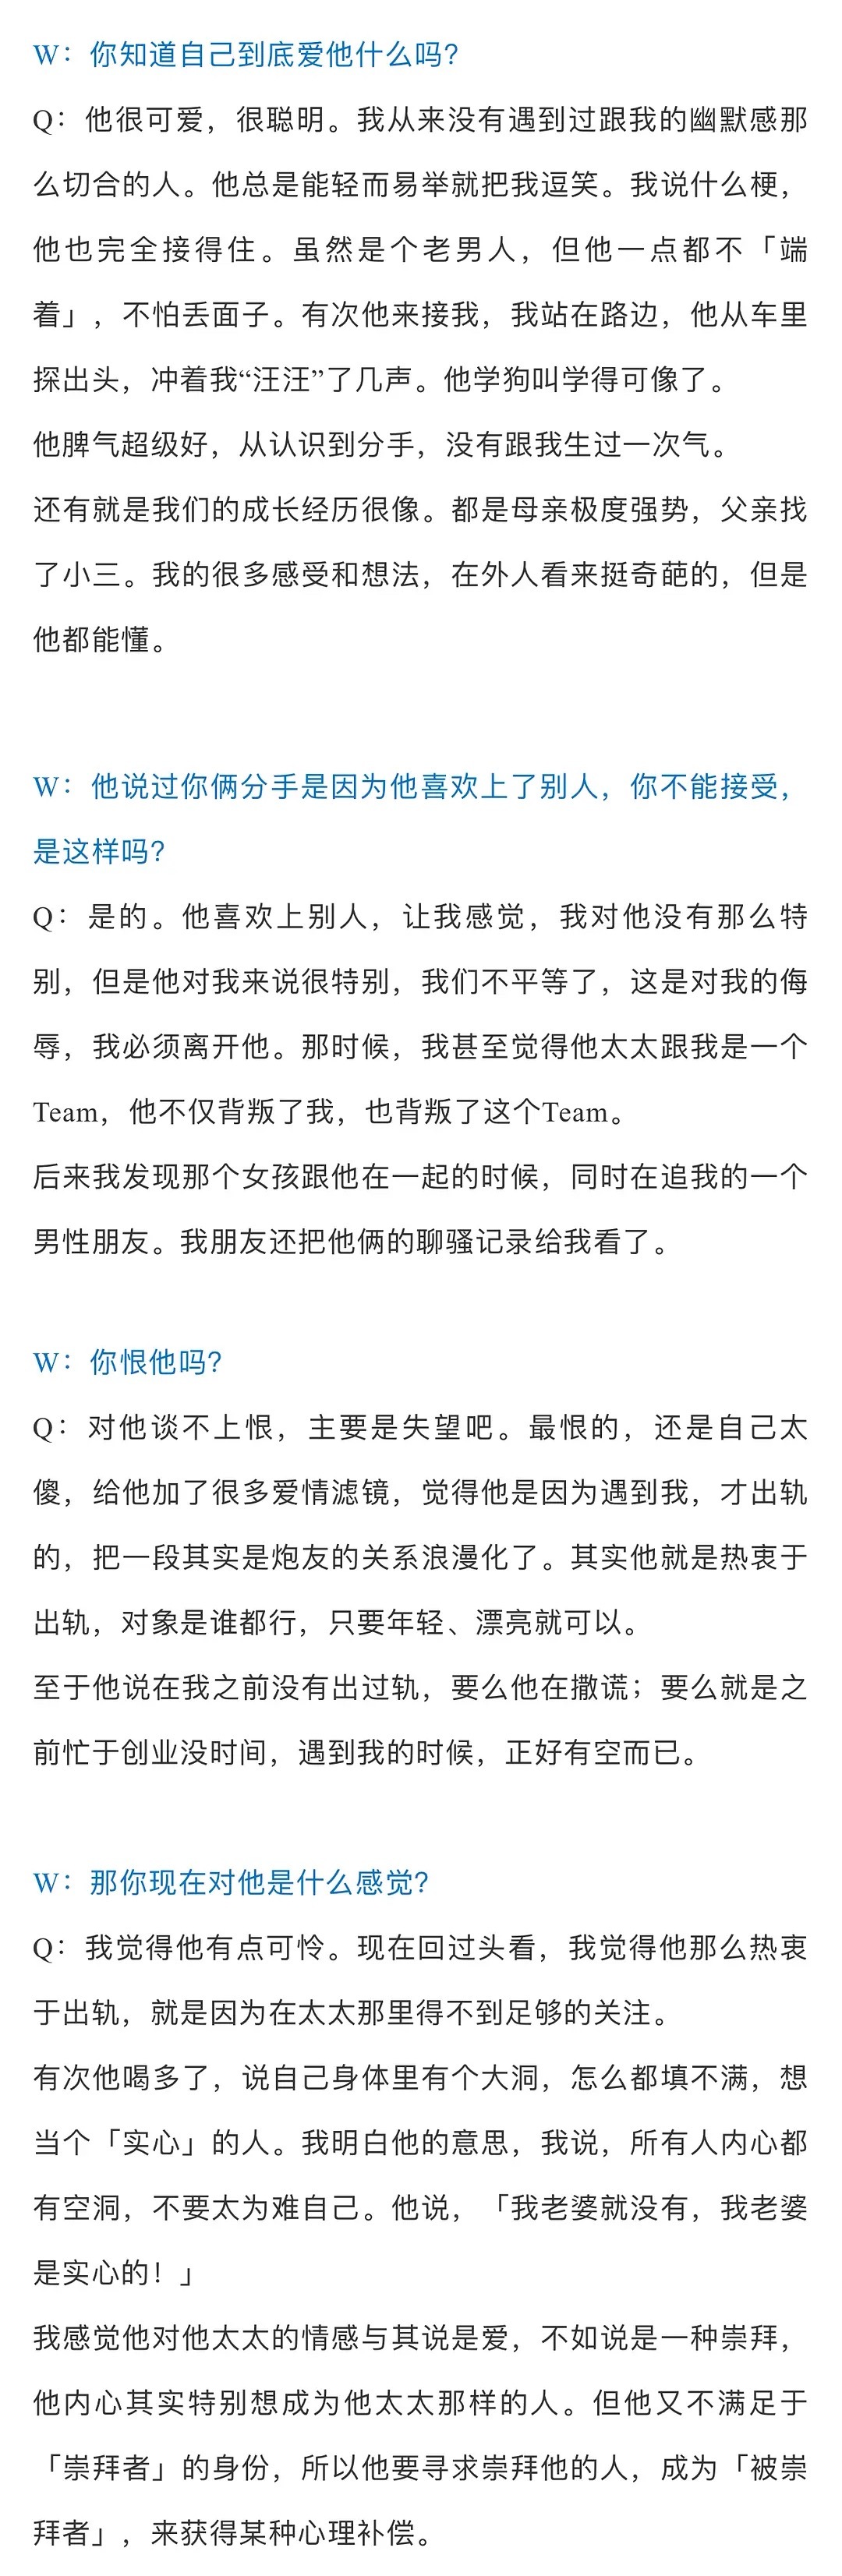 W：你知道自己到底爱他什么吗？
Q：他很可爱，很聪明。我从来没有遇到过跟我的幽默感那
么切合的人。他总是能轻而易举就把我逗笑。我说什么梗，
他也完全接得住。虽然是个老男人，但他一点都不「端
着」，不怕丢面子。有次他来接我，我站在路边，他从车里
探出头，冲着我“汪汪”了几声。他学狗叫学得可像了。
他脾气超级好，从认识到分手，没有跟我生过一次气。
还有就是我们的成长经历很像。都是母亲极度强势，父亲找
了小三。我的很多感受和想法，在外人看来挺奇葩的，但是
他都能懂。
W：他说过你俩分手是因为他喜欢上了别人，你不能接受，
是这样吗？
Q：是的。他喜欢上别人，让我感觉，我对他没有那么特
别，但是他对我来说很特别，我们不平等了，这是对我的侮
辱，我必须离开他。那时候，我甚至觉得他太太跟我是一个
Team，他不仅背叛了我，也背叛了这个Team。
后来我发现那个女孩跟他在一起的时候，同时在追我的一个
男性朋友。我朋友还把他俩的聊骚记录给我看了。
W：你恨他吗？
Q：对他谈不上恨，主要是失望吧。最恨的，还是自己太
傻，给他加了很多爱情滤镜，觉得他是因为遇到我，才出轨
的，把一段其实是炮友的关系浪漫化了。其实他就是热衷于
出轨，对象是谁都行，只要年轻、漂亮就可以。
至于他说在我之前没有出过轨，要么他在撒谎；要么就是之
前忙于创业没时间，遇到我的时候，正好有空而已。
W：那你现在对他是什么感觉？
Q：我觉得他有点可怜。现在回过头看，我觉得他那么热衷
于出轨，就是因为在太太那里得不到足够的关注。
有次他喝多了，说自己身体里有个大洞，怎么都填不满，想
当个「实心」的人。我明白他的意思，我说，所有人内心都
有空洞，不要太为难自己。他说，「我老婆就没有，我老婆
是实心的！」
我感觉他对他太太的情感与其说是爱，不如说是一种崇拜，
他内心其实特别想成为他太太那样的人。但他又不满足于
「崇拜者」的身份，所以他要寻求崇拜他的人，成为「被崇
拜者」，来获得某种心理补偿。